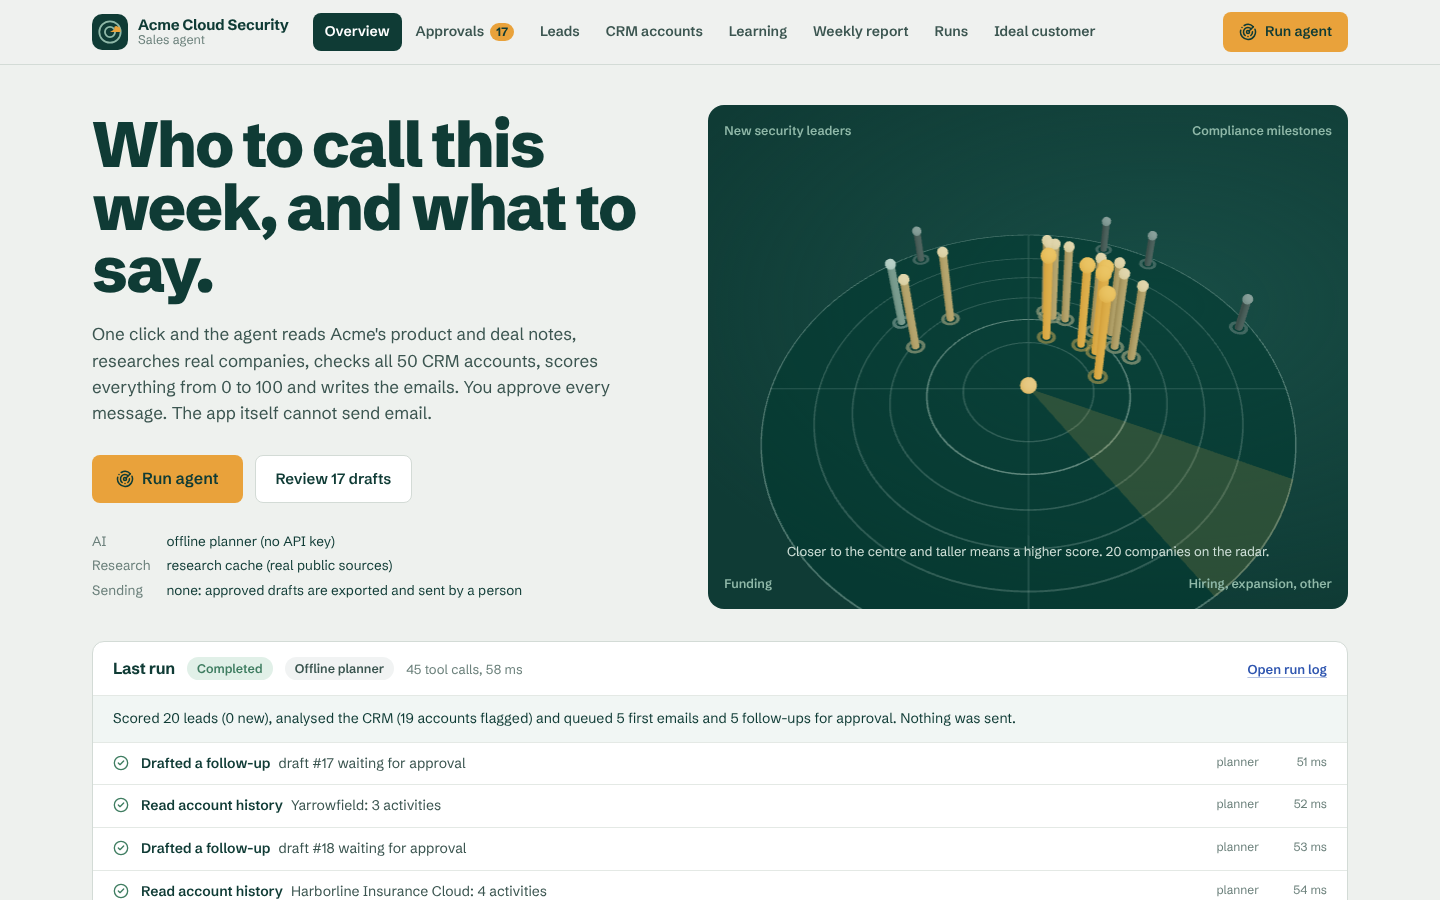 Acme Cloud Security
Sales agent
Overview
Approvals 17
Leads
CRM accounts
Learning
Weekly report
Runs
Ideal customer
Run agent
Who to call this
week, and what to
say.
One click and the agent reads Acme's product and deal notes,
researches real companies, checks all 50 CRM accounts, scores
everything from 0 to 100 and writes the emails. You approve every
message. The app itself cannot send email.
Run agent
Review 17 drafts
AI offline planner (no API key)
Research research cache (real public sources)
Sending none: approved drafts are exported and sent by a person
New security leaders
Compliance milestones
Closer to the centre and taller means a higher score. 20 companies on the radar.
Funding
Hiring, expansion, other
Last run Completed Offline planner 45 tool calls, 58 ms Open run log
Scored 20 leads (0 new), analysed the CRM (19 accounts flagged) and queued 5 first emails and 5 follow-ups for approval. Nothing was sent.
Drafted a follow-up draft #17 waiting for approval planner 51 ms
Read account history Yarrowfield: 3 activities planner 52 ms
Drafted a follow-up draft #18 waiting for approval planner 53 ms
Read account history Harborline Insurance Cloud: 4 activities planner 54 ms